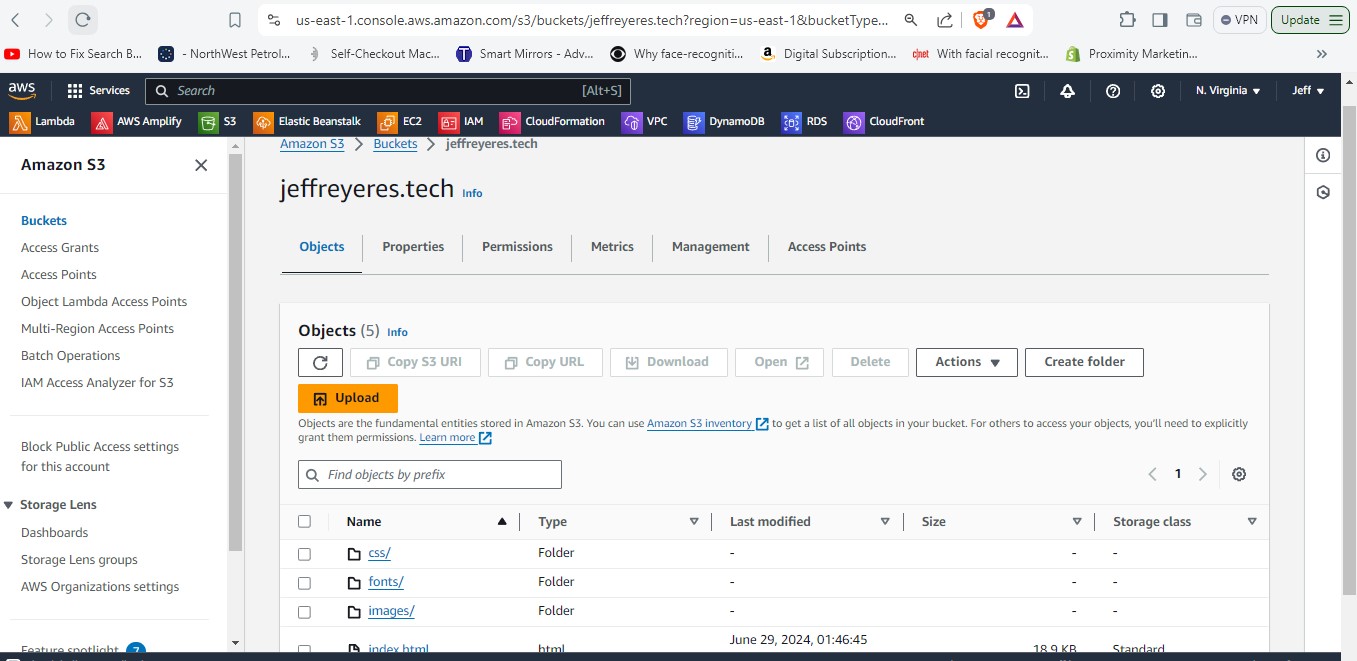 us-east-1.console.aws.amazon.com/s3/buckets/jeffreyeres.tech?region=us-east-1&bucketType...
1
VPN
Update
How to Fix Search B...
- NorthWest Petrol...
Self-Checkout Mac...
Smart Mirrors - Adv...
Why face-recogniti...
Digital Subscription...
c|net
With facial recognit...
Proximity Marketin...
aws
Services
Search
[Alt+S]
N. Virginia
Jeff
Lambda
AWS Amplify
S3
Elastic Beanstalk
EC2
IAM
CloudFormation
VPC
DynamoDB
RDS
CloudFront
Amazon S3
Buckets
Access Grants
Access Points
Object Lambda Access Points
Multi-Region Access Points
Batch Operations
IAM Access Analyzer for S3
Block Public Access settings
for this account
Storage Lens
Dashboards
Storage Lens groups
AWS Organizations settings
Feature spotlight 7
Amazon S3 > Buckets > jeffreyeres.tech
jeffreyeres.tech Info
Objects
Properties
Permissions
Metrics
Management
Access Points
Objects (5) Info
Copy S3 URI
Copy URL
Download
Open
Delete
Actions
Create folder
Upload
Objects are the fundamental entities stored in Amazon S3. You can use Amazon S3 inventory to get a list of all objects in your bucket. For others to access your objects, you'll need to explicitly
grant them permissions. Learn more
Find objects by prefix
1
Name Type Last modified Size Storage class
css/ Folder - - -
fonts/ Folder - - -
images/ Folder - - -
June 29, 2024, 01:46:45
index.html html 18.9 KB Standard